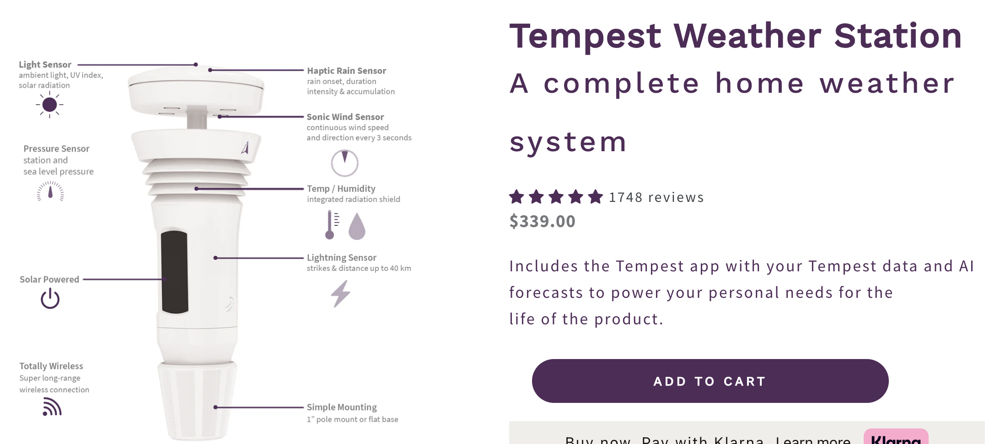 Light Sensor
ambient light, UV index,
solar radiation
Pressure Sensor
station and
sea level pressure
Solar Powered
Totally Wireless
Super long-range
wireless connection
Haptic Rain Sensor
rain onset, duration
intensity & accumulation
Sonic Wind Sensor
continuous wind speed
and direction every 3 seconds
Temp / Humidity
integrated radiation shield
Lightning Sensor
strikes & distance up to 40 km
Simple Mounting
1” pole mount or flat base
Tempest Weather Station
A complete home weather
system
1748 reviews
$339.00
Includes the Tempest app with your Tempest data and AI
forecasts to power your personal needs for the
life of the product.
ADD TO CART
Buy now. Pay with Klarna. Learn more Klarna